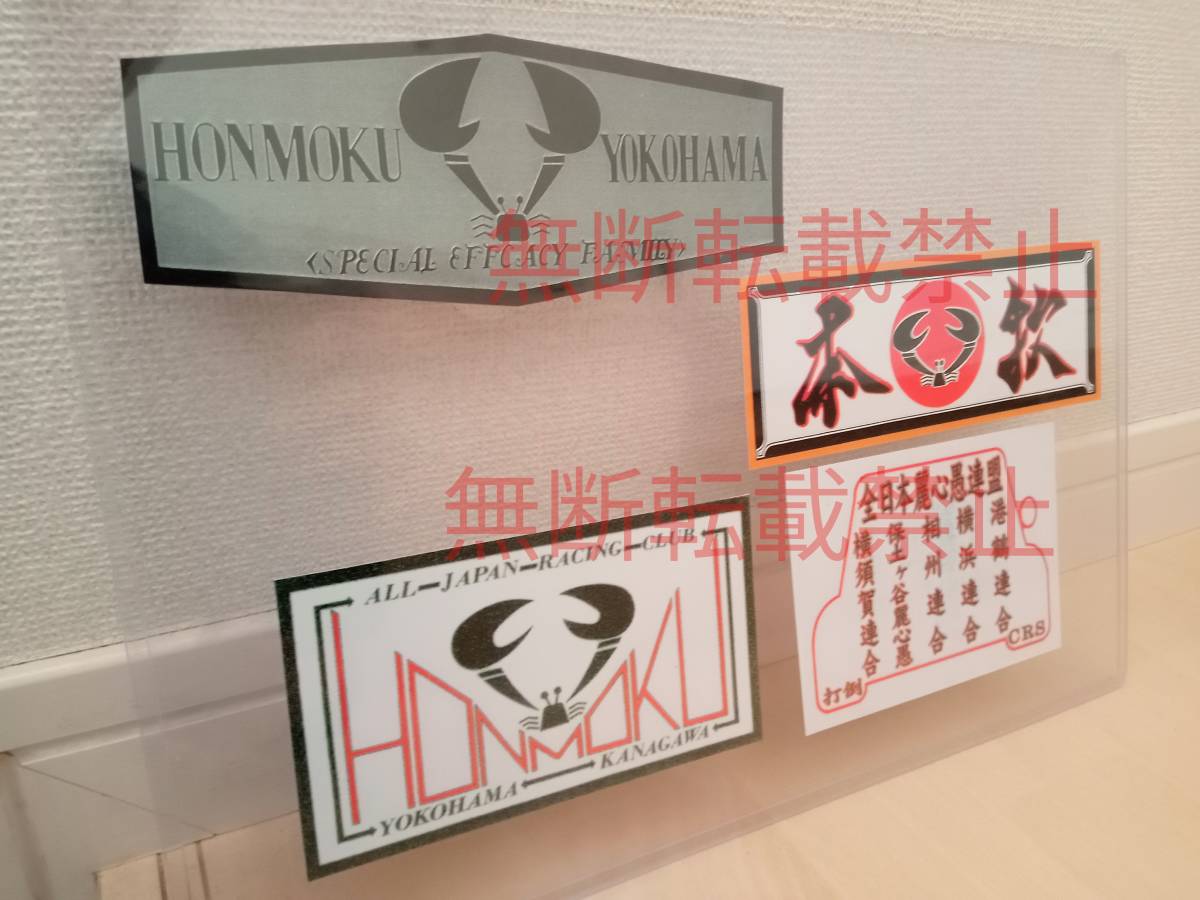 HONMOKU YOKOHAMA
<SPECIAL EFFCACY FAMILY>
無断転載禁止
本 牧
無断転載禁止
ALL-JAPAN-RACING-CLUB
HONMOKU
YOKOHAMA KANAGAWA
全日本麗心愚連盟
港鶴連合
横浜連合
相州連合
保土ヶ谷麗心愚
横須賀連合
CRS
打倒